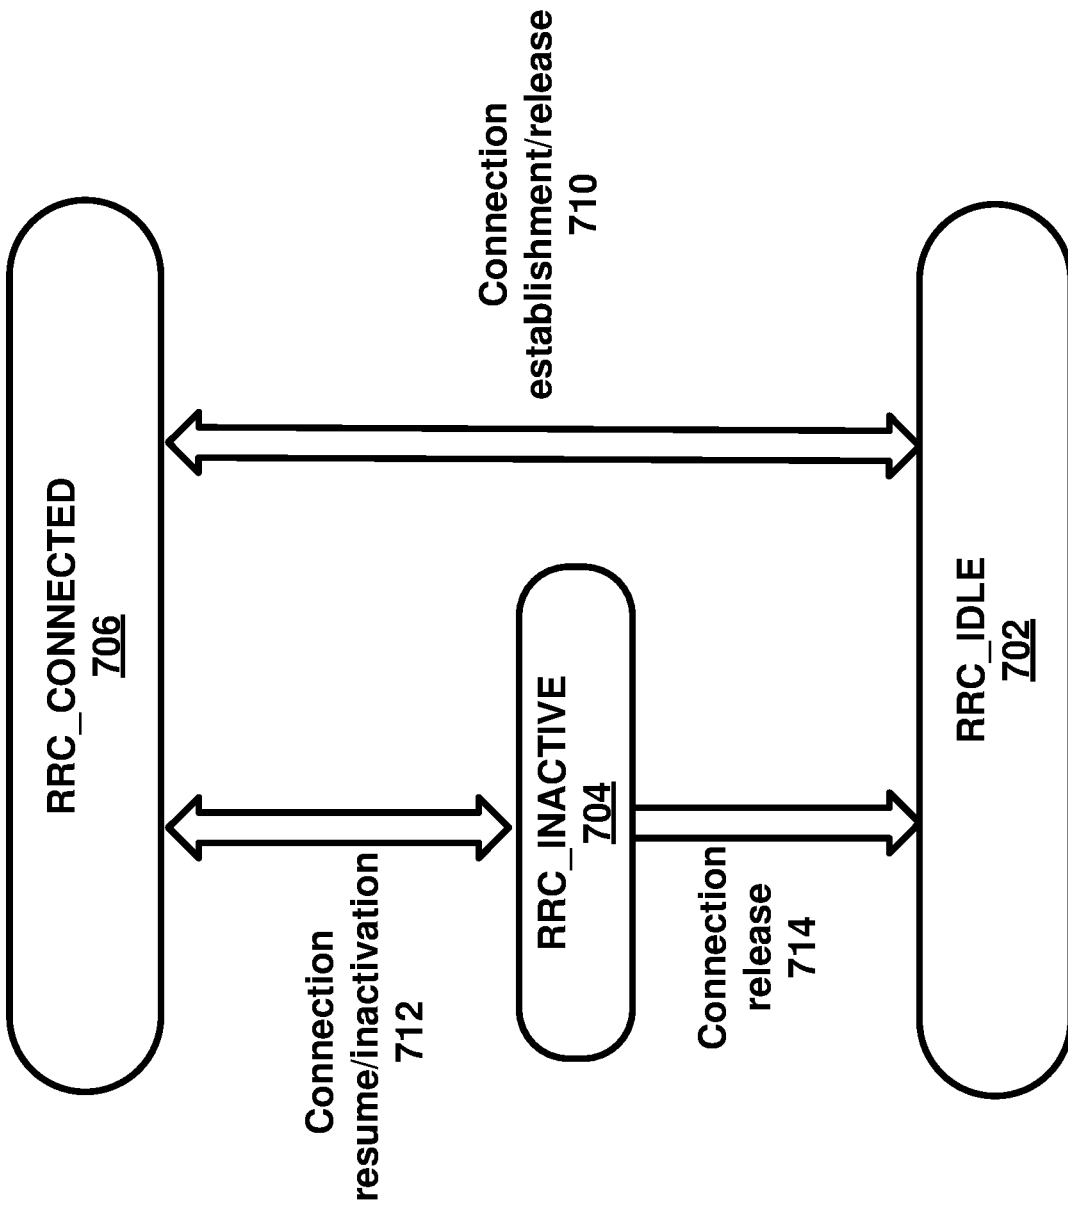 RRC_CONNECTED
706
Connection
resume/inactivation
712
RRC_INACTIVE
704
Connection
establishment/release
710
Connection
release
714
RRC_IDLE
702